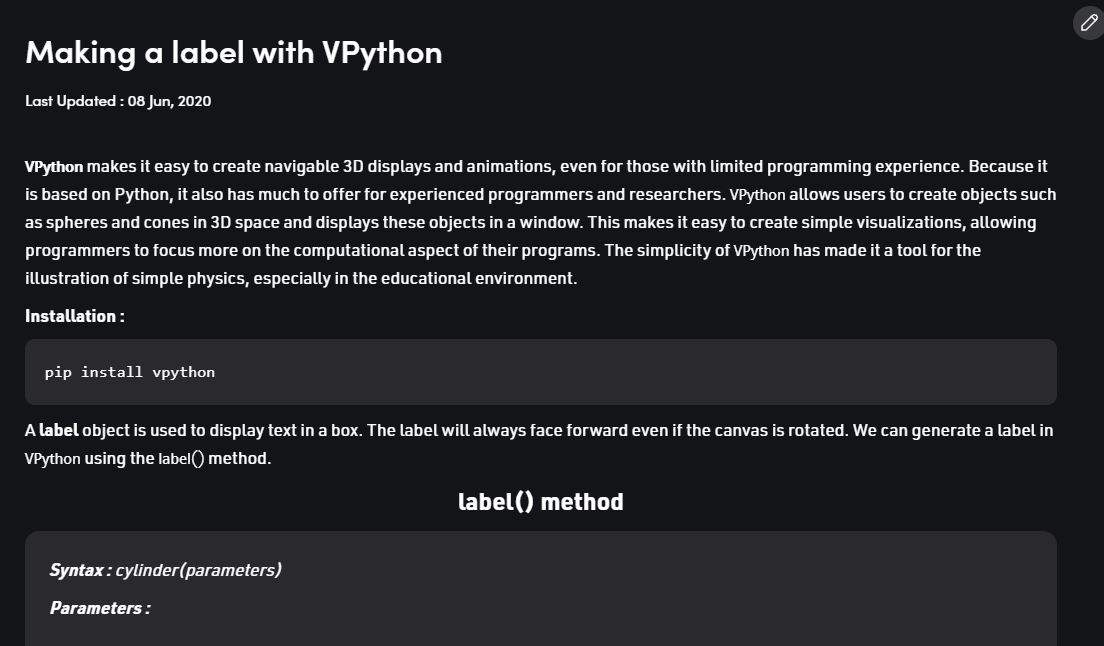 Making a label with VPython
Last Updated : 08 Jun, 2020
VPython makes it easy to create navigable 3D displays and animations, even for those with limited programming experience. Because it
is based on Python, it also has much to offer for experienced programmers and researchers. VPython allows users to create objects such
as spheres and cones in 3D space and displays these objects in a window. This makes it easy to create simple visualizations, allowing
programmers to focus more on the computational aspect of their programs. The simplicity of VPython has made it a tool for the
illustration of simple physics, especially in the educational environment.
Installation :
pip install vpython
A label object is used to display text in a box. The label will always face forward even if the canvas is rotated. We can generate a label in
VPython using the label() method.
label() method
Syntax : cylinder(parameters)
Parameters :